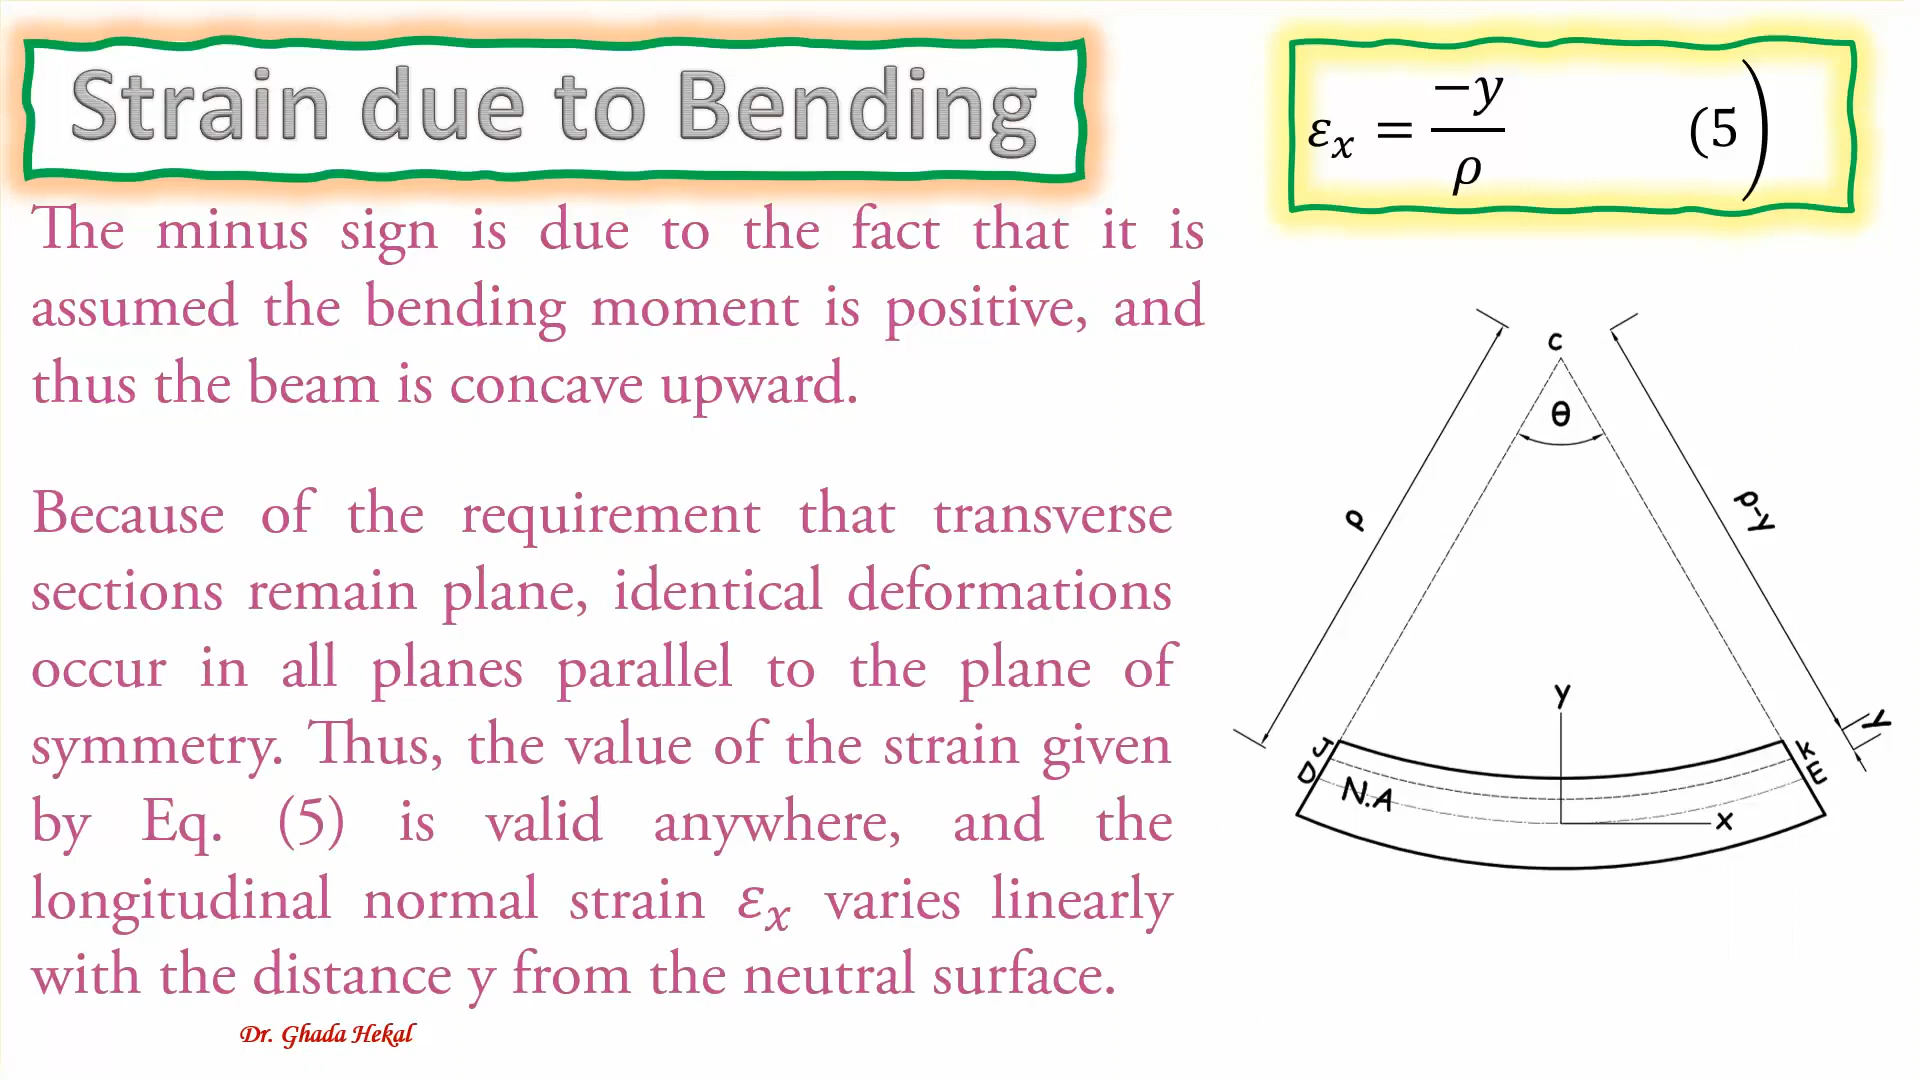 Strain due to Bending
εₓ = −y/ρ (5)
The minus sign is due to the fact that it is
assumed the bending moment is positive, and
thus the beam is concave upward.
Because of the requirement that transverse
sections remain plane, identical deformations
occur in all planes parallel to the plane of
symmetry. Thus, the value of the strain given
by Eq. (5) is valid anywhere, and the
longitudinal normal strain εₓ varies linearly
with the distance y from the neutral surface.
C
θ
ρ
ρ-y
y
y
J
K
D
E
N.A
x
Dr. Ghada Hekal